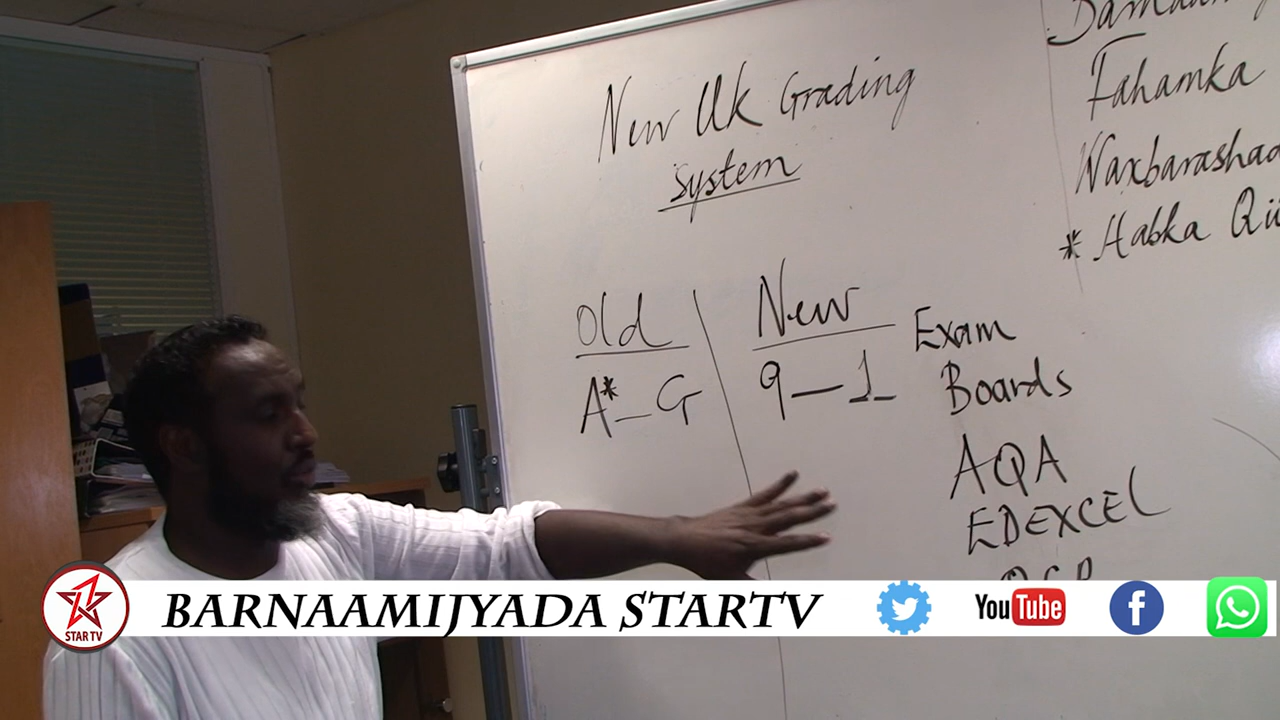 New Uk Grading
System
Old
A* – G
New
9 – 1
Exam
Boards
AQA
EDEXCEL
Fahamka
Waxbarashad
* Habka
STAR TV
BARNAAMIJYADA STARTV
YouTube